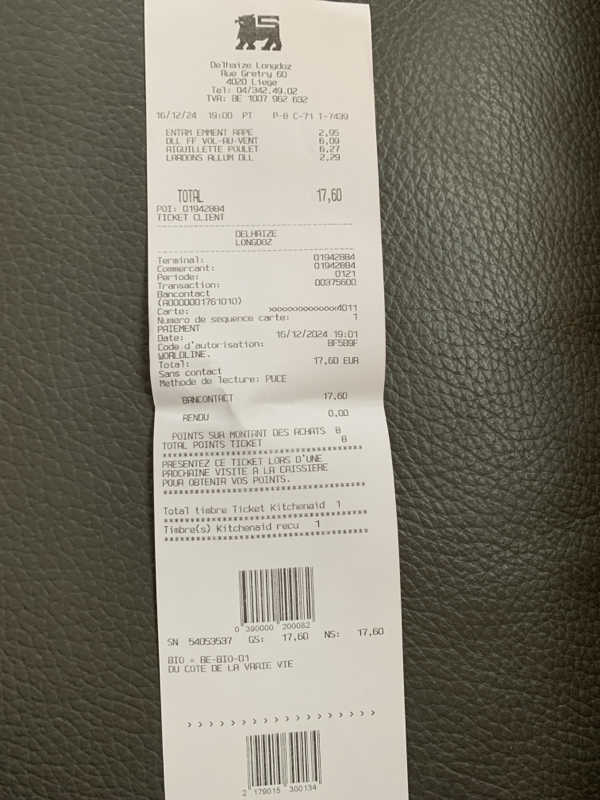 Delhaize Longdoz
Rue Gretry 60
4020 Liege
Tel: 04/342.49.02
TVA: BE 1007 962 632
16/12/24 19:00 PT P-8 C-71 T-7439
ENTRM EMMENT RAPE 2,95
DLL FF VOL-AU-VENT 6,09
AIGUILLETTE POULET 6,27
LARDONS ALLUM DLL 2,29
TOTAL 17,60
POI: 01942884
TICKET CLIENT
DELHAIZE
LONGDOZ
Terminal: 01942884
Commercant: 01942884
Periode: 0121
Transaction: 00375600
Bancontact
(A0000001761010)
Carte: xxxxxxxxxxxxx4011
Numero de sequence carte: 1
PAIEMENT
Date: 16/12/2024 19:01
Code d'autorisation: BF5B9F
WORLDLINE.
Total: 17,60 EUR
Sans contact
Methode de lecture: PUCE
BANCONTACT 17,60
RENDU 0,00
POINTS SUR MONTANT DES ACHATS 8
TOTAL POINTS TICKET 8
************************************
PRESENTEZ CE TICKET LORS D'UNE
PROCHAINE VISITE A LA CAISSIERE
POUR OBTENIR VOS POINTS.
************************************
Total timbre Ticket Kitchenaid 1
************************************
Timbre(s) Kitchenaid recu 1
************************************
0 390000 200082
SN 54053537 GS: 17,60 NS: 17,60
BIO = BE-BIO-01
DU COTE DE LA VRAIE VIE
> > > > > > > > > > > > > > > >
2 179015 300134